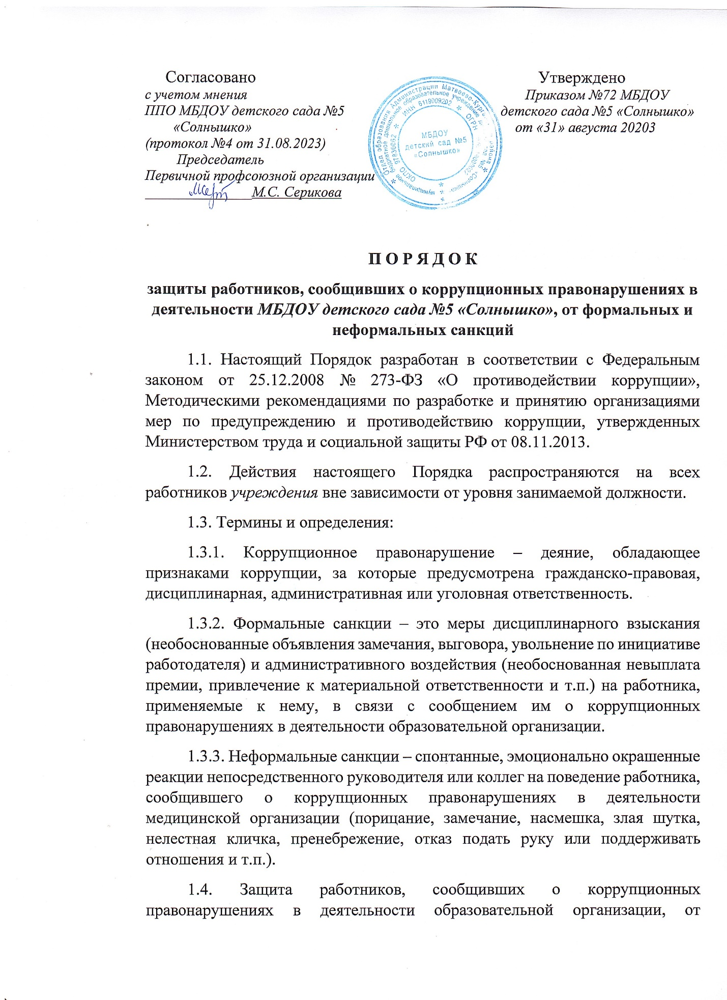 Согласовано
с учетом мнения
ППО МБДОУ детского сада №5
«Солнышко»
(протокол №4 от 31.08.2023)
Председатель
Первичной профсоюзной организации
М.С. Серикова
Утверждено
Приказом №72 МБДОУ
детского сада №5 «Солнышко»
от «31» августа 20203
МБДОУ
детский сад №5
«Солнышко»
ИНН 6119009202 * ОГРН
ОКПО 97830062
Отдел образования Администрации Матвеево-Курга
бюджетное дошкольное образовательное учреждение
муниципальное
П О Р Я Д О К
защиты работников, сообщивших о коррупционных правонарушениях в
деятельности МБДОУ детского сада №5 «Солнышко», от формальных и
неформальных санкций
1.1. Настоящий Порядок разработан в соответствии с Федеральным
законом от 25.12.2008 № 273-ФЗ «О противодействии коррупции»,
Методическими рекомендациями по разработке и принятию организациями
мер по предупреждению и противодействию коррупции, утвержденных
Министерством труда и социальной защиты РФ от 08.11.2013.
1.2. Действия настоящего Порядка распространяются на всех
работников учреждения вне зависимости от уровня занимаемой должности.
1.3. Термины и определения:
1.3.1. Коррупционное правонарушение – деяние, обладающее
признаками коррупции, за которые предусмотрена гражданско-правовая,
дисциплинарная, административная или уголовная ответственность.
1.3.2. Формальные санкции – это меры дисциплинарного взыскания
(необоснованные объявления замечания, выговора, увольнение по инициативе
работодателя) и административного воздействия (необоснованная невыплата
премии, привлечение к материальной ответственности и т.п.) на работника,
применяемые к нему, в связи с сообщением им о коррупционных
правонарушениях в деятельности образовательной организации.
1.3.3. Неформальные санкции – спонтанные, эмоционально окрашенные
реакции непосредственного руководителя или коллег на поведение работника,
сообщившего о коррупционных правонарушениях в деятельности
медицинской организации (порицание, замечание, насмешка, злая шутка,
нелестная кличка, пренебрежение, отказ подать руку или поддерживать
отношения и т.п.).
1.4. Защита работников, сообщивших о коррупционных
правонарушениях в деятельности образовательной организации, от